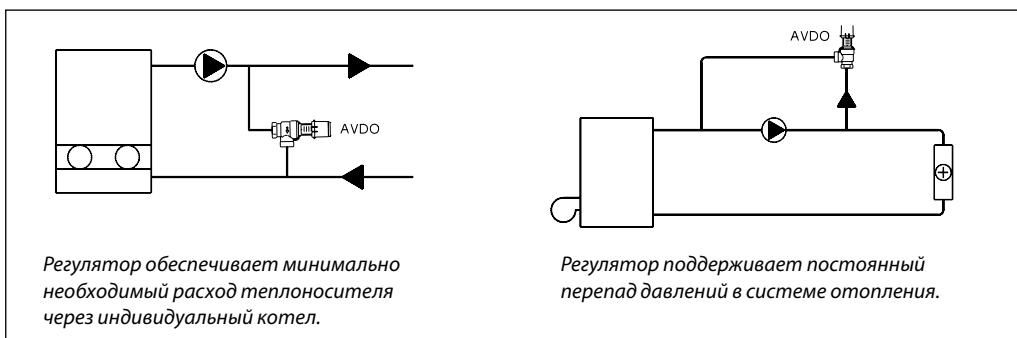 AVDO
AVDO
Регулятор обеспечивает минимально
необходимый расход теплоносителя
через индивидуальный котел.
Регулятор поддерживает постоянный
перепад давлений в системе отопления.